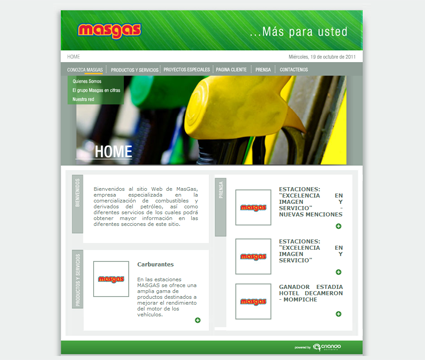 masgas
...Más para usted
HOME
Miercoles, 19 de octubre de 2011
CONOZCA MASGAS
PRODUCTOS Y SERVICIOS
PROYECTOS ESPECIALES
PAGINA CLIENTE
PRENSA
CONTACTENOS
Quienes Somos
El grupo Masgas en cifras
Nuestra red
HOME
BIENVENIDOS
Bienvenidos al sitio Web de MasGas,
empresa especializada en la
comercialización de combustibles y
derivados del petróleo, así como
diferentes servicios de los cuales podrá
obtener mayor información en las
diferentes secciones de este sitio.
PRODUCTOS Y SERVICIOS
masgas
Carburantes
En las estaciones
MASGAS se ofrece una
amplia gama de
productos destinados a
mejorar el rendimiento
del motor de los
vehículos.
PRENSA
masgas
ESTACIONES:
"EXCELENCIA EN
IMAGEN Y
SERVICIO" -
NUEVAS MENCIONES
masgas
ESTACIONES:
"EXCELENCIA EN
IMAGEN Y
SERVICIO"
masgas
GANADOR ESTADIA
HOTEL DECAMERON
- MOMPICHE
powered by